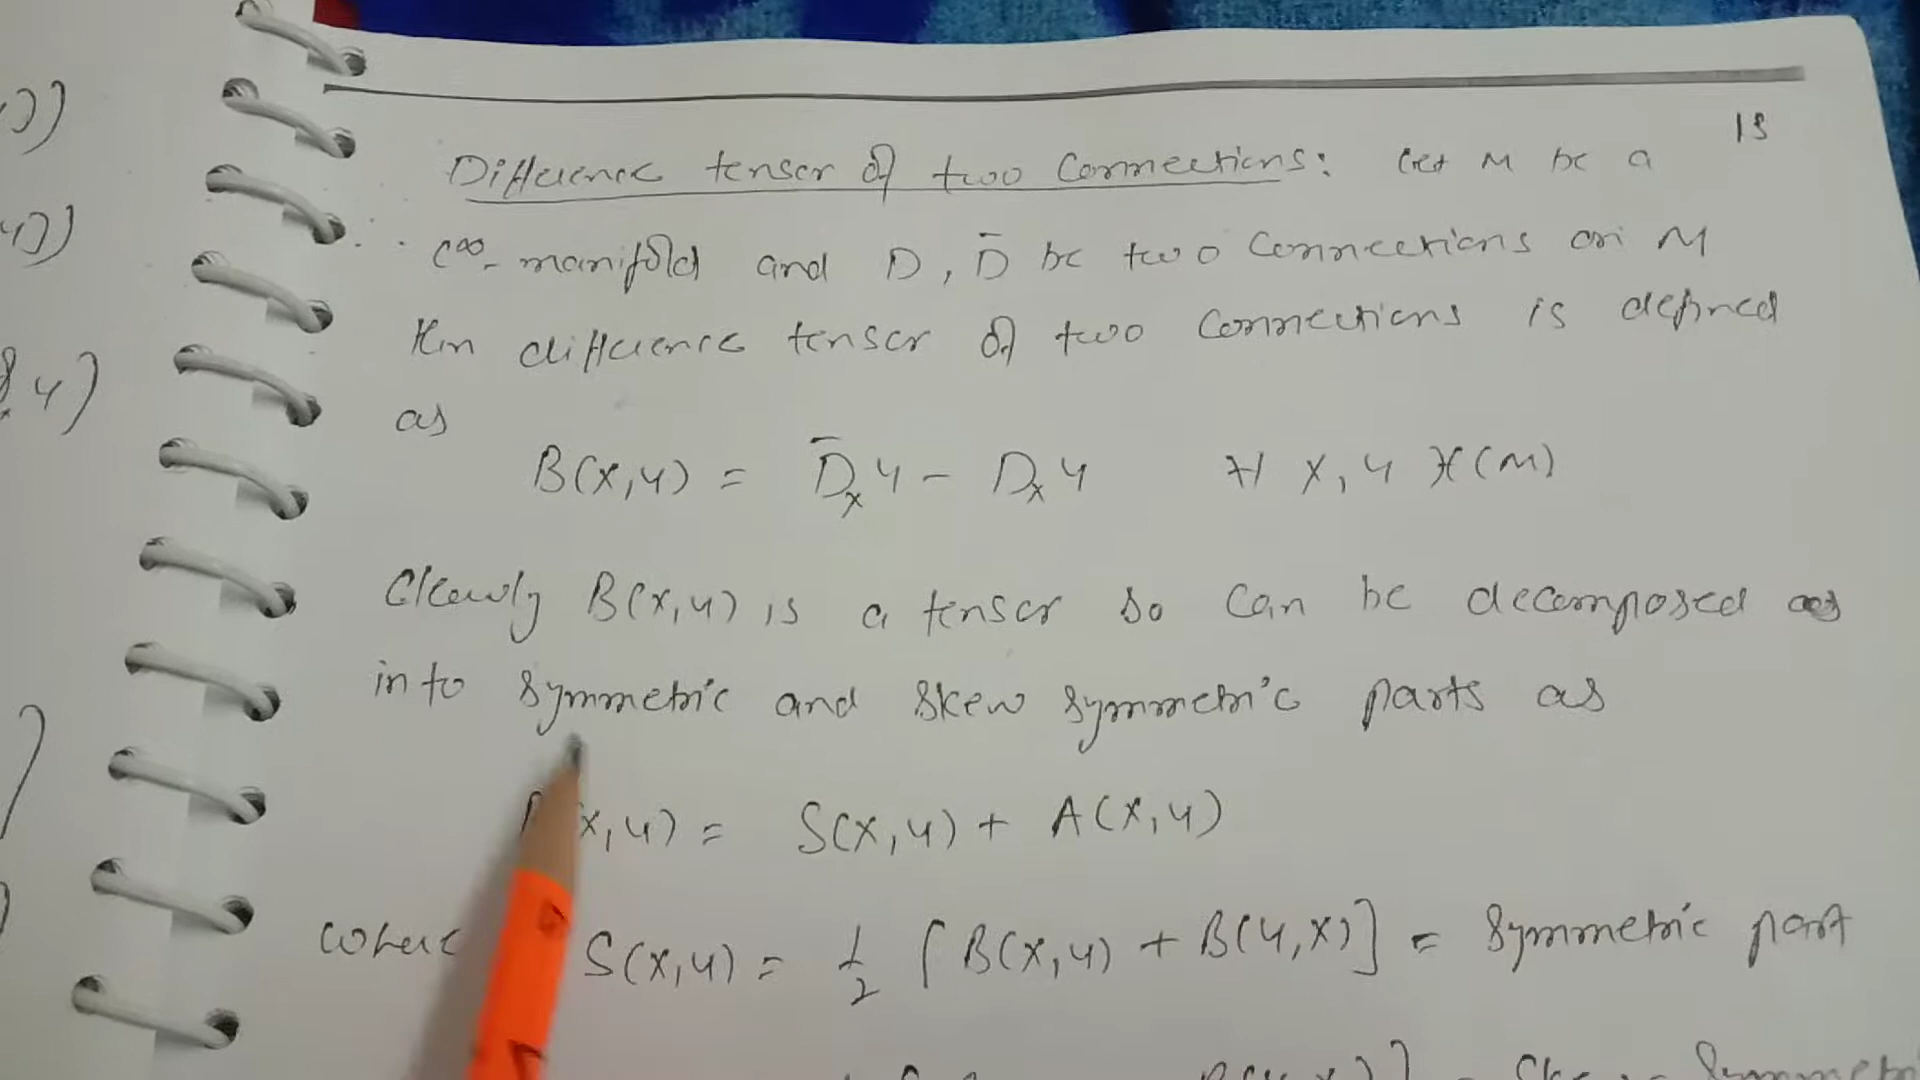 15
Difference tensor of two Connections: Let M be a
C∞- manifold and D, D̄ be two Connections on M
then difference tensor of two Connections is defined
as
B(X,Y) = D̄_X Y - D_X Y ∀ X, Y 𝔛(M)
Clearly B(X,Y) is a tensor so can be decomposed as
into symmetric and skew symmetric parts as
(X,Y) = S(X,Y) + A(X,Y)
where S(X,Y) = 1/2 [B(X,Y) + B(Y,X)] = Symmetric part